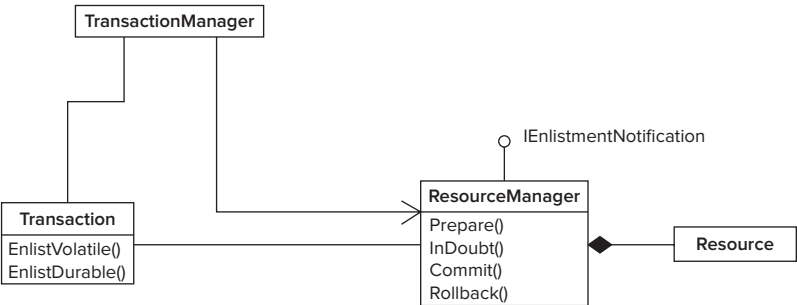 TransactionManager
IEnlistmentNotification
ResourceManager
Prepare()
InDoubt()
Commit()
Rollback()
Transaction
EnlistVolatile()
EnlistDurable()
Resource